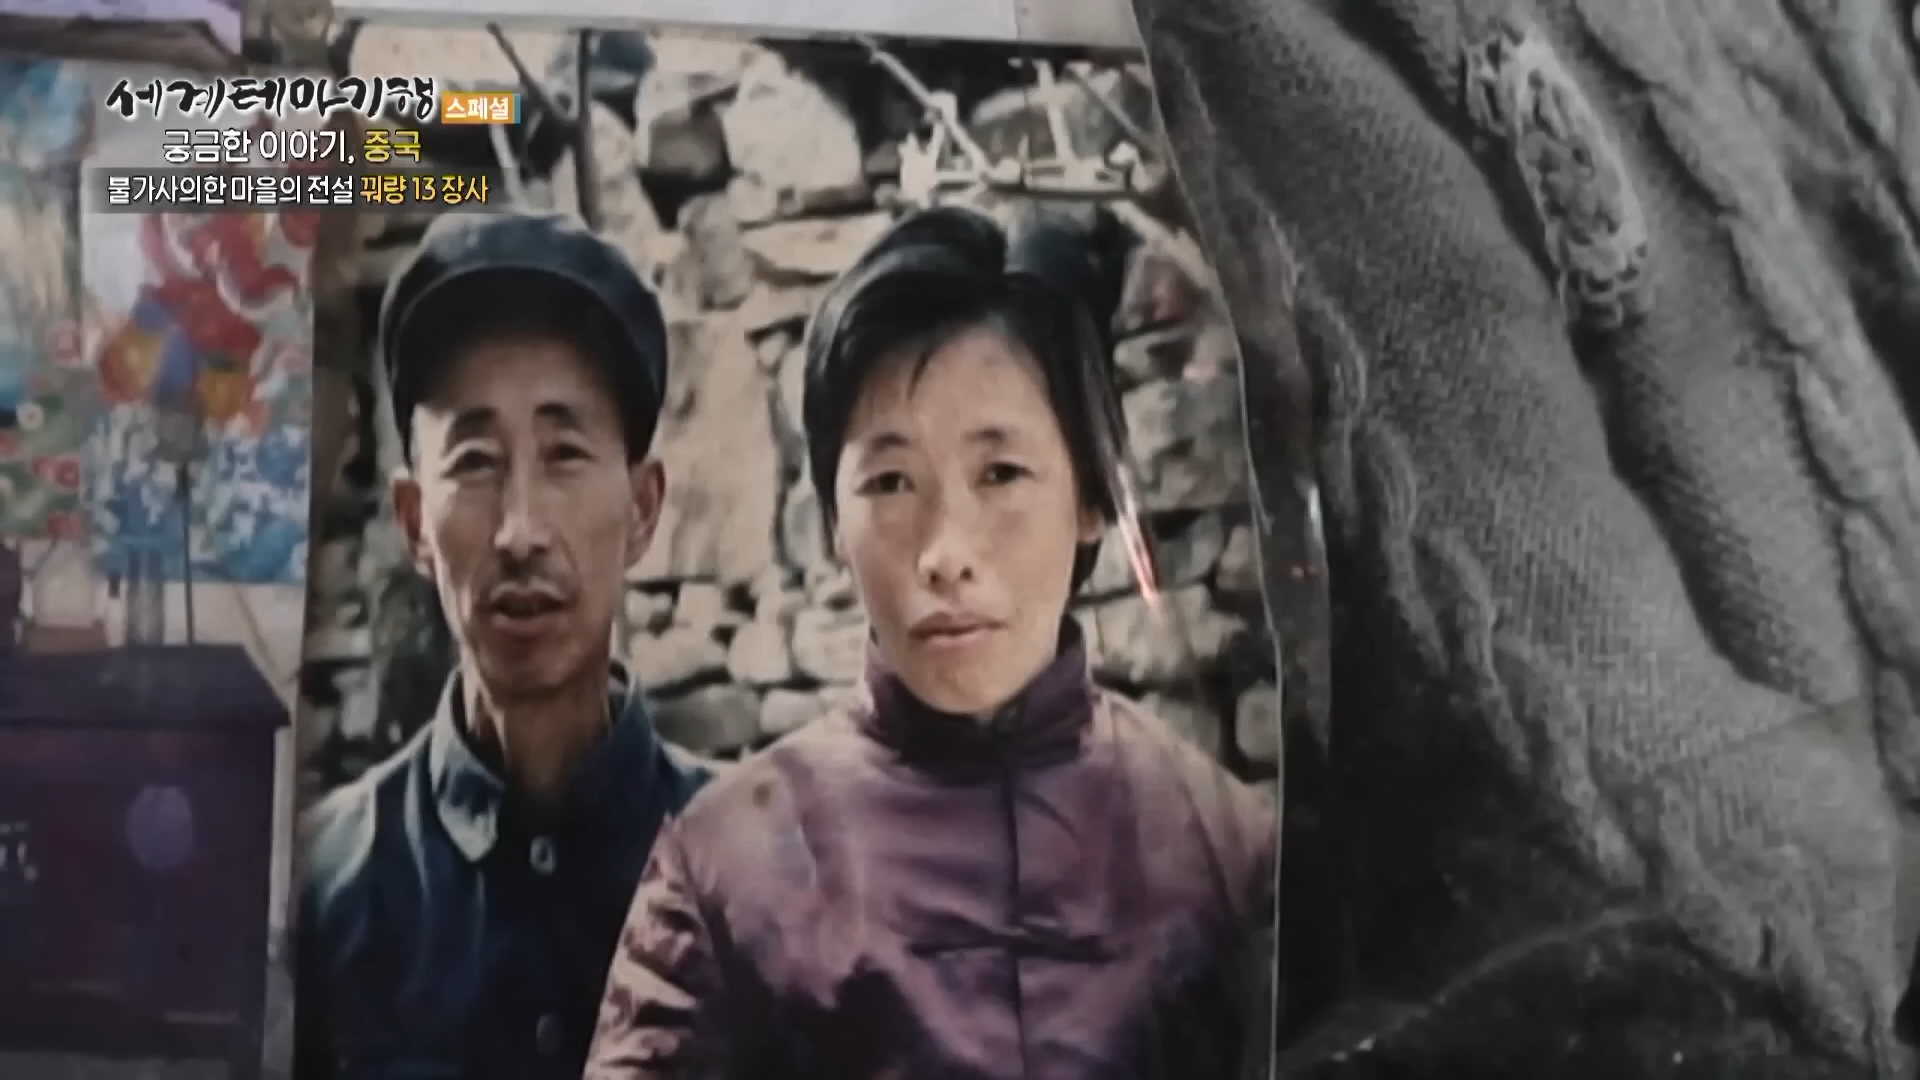 세계테마기행 스페셜
궁금한 이야기, 중국
불가사의한 마을의 전설 꿔량 13 장사